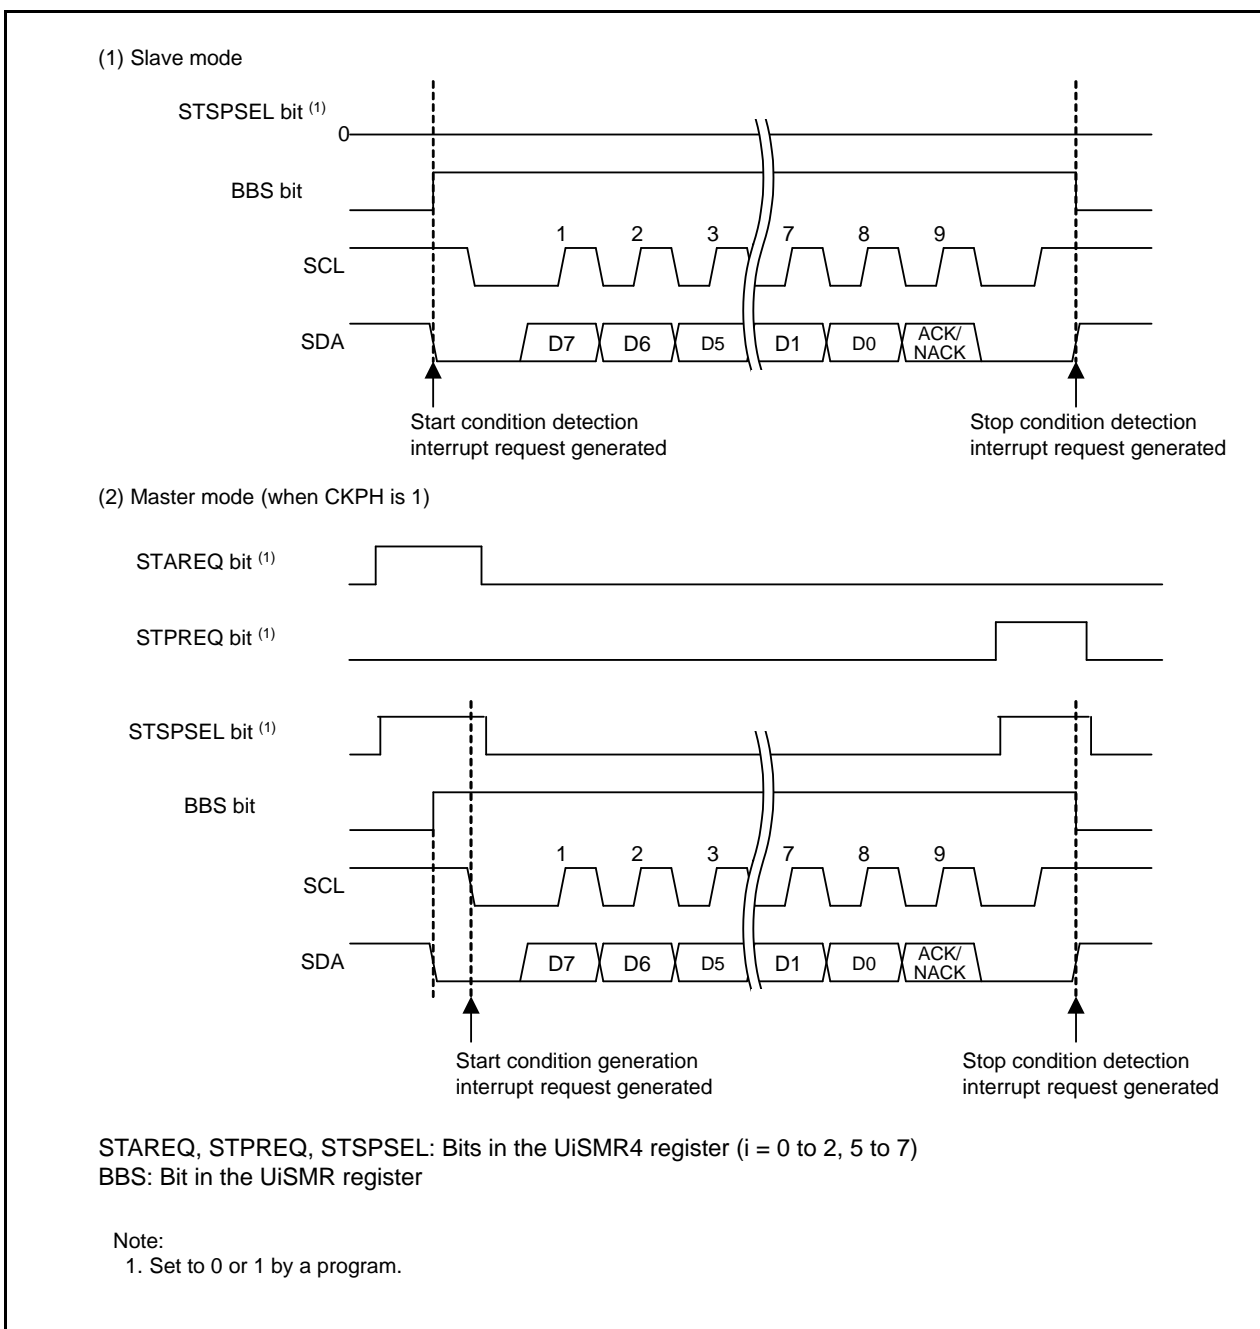 (1) Slave mode
STSPSEL bit (1)
0
BBS bit
1 2 3 7 8 9
SCL
SDA
D7 D6 D5 D1 D0 ACK/
NACK
Start condition detection
interrupt request generated
Stop condition detection
interrupt request generated
(2) Master mode (when CKPH is 1)
STAREQ bit (1)
STPREQ bit (1)
STSPSEL bit (1)
BBS bit
1 2 3 7 8 9
SCL
SDA
D7 D6 D5 D1 D0 ACK/
NACK
Start condition generation
interrupt request generated
Stop condition detection
interrupt request generated
STAREQ, STPREQ, STSPSEL: Bits in the UiSMR4 register (i = 0 to 2, 5 to 7)
BBS: Bit in the UiSMR register
Note:
1. Set to 0 or 1 by a program.